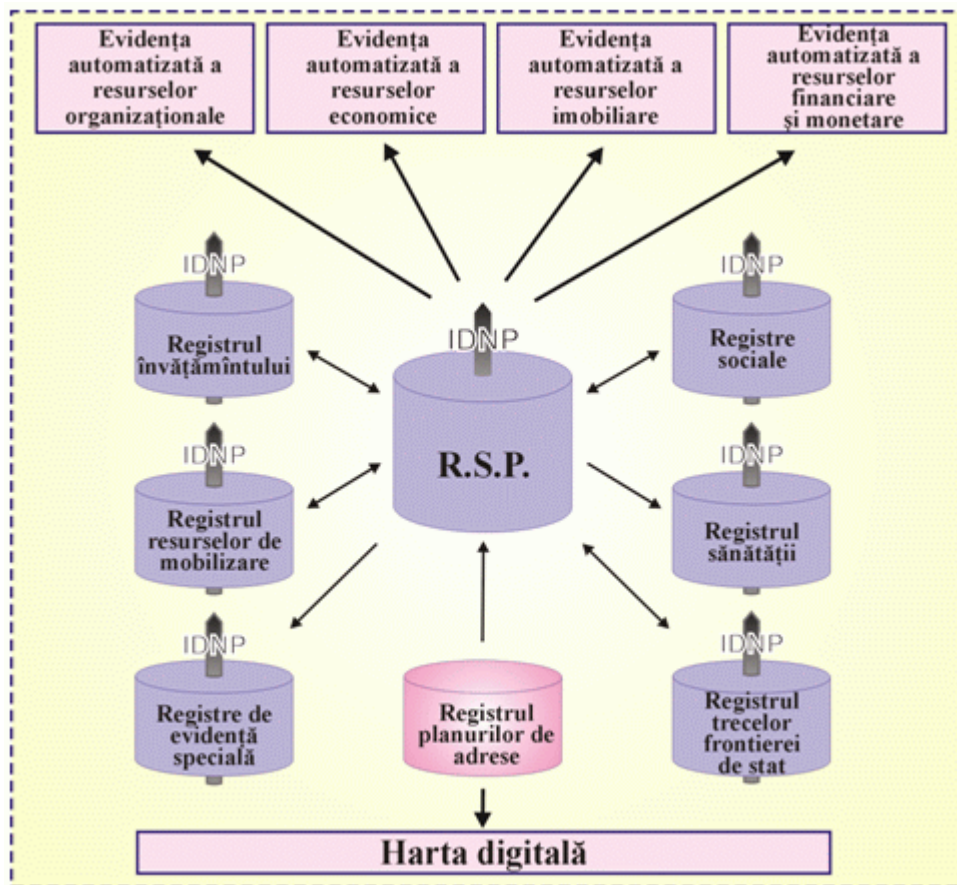 Evidența
automatizată a
resurselor
organizaționale
Evidența
automatizată a
resurselor
economice
Evidența
automatizată a
resurselor
imobiliare
Evidența
automatizată a
resurselor
financiare
și monetare
IDNP
Registrul
învățămîntului
IDNP
R.S.P.
IDNP
Registre
sociale
IDNP
Registrul
resurselor de
mobilizare
IDNP
Registrul
sănătății
IDNP
Registre de
evidență
specială
Registrul
planurilor de
adrese
IDNP
Registrul
trecelor
frontierei
de stat
Harta digitală